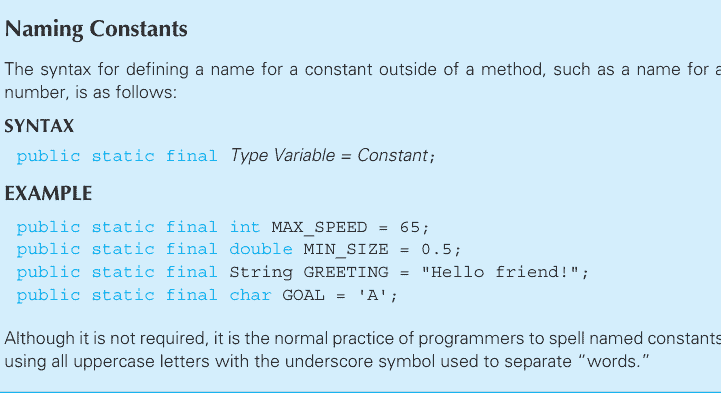 Naming Constants
The syntax for defining a name for a constant outside of a method, such as a name for a
number, is as follows:
SYNTAX
public static final Type Variable = Constant;
EXAMPLE
public static final int MAX_SPEED = 65;
public static final double MIN_SIZE = 0.5;
public static final String GREETING = "Hello friend!";
public static final char GOAL = 'A';
Although it is not required, it is the normal practice of programmers to spell named constants
using all uppercase letters with the underscore symbol used to separate “words.”